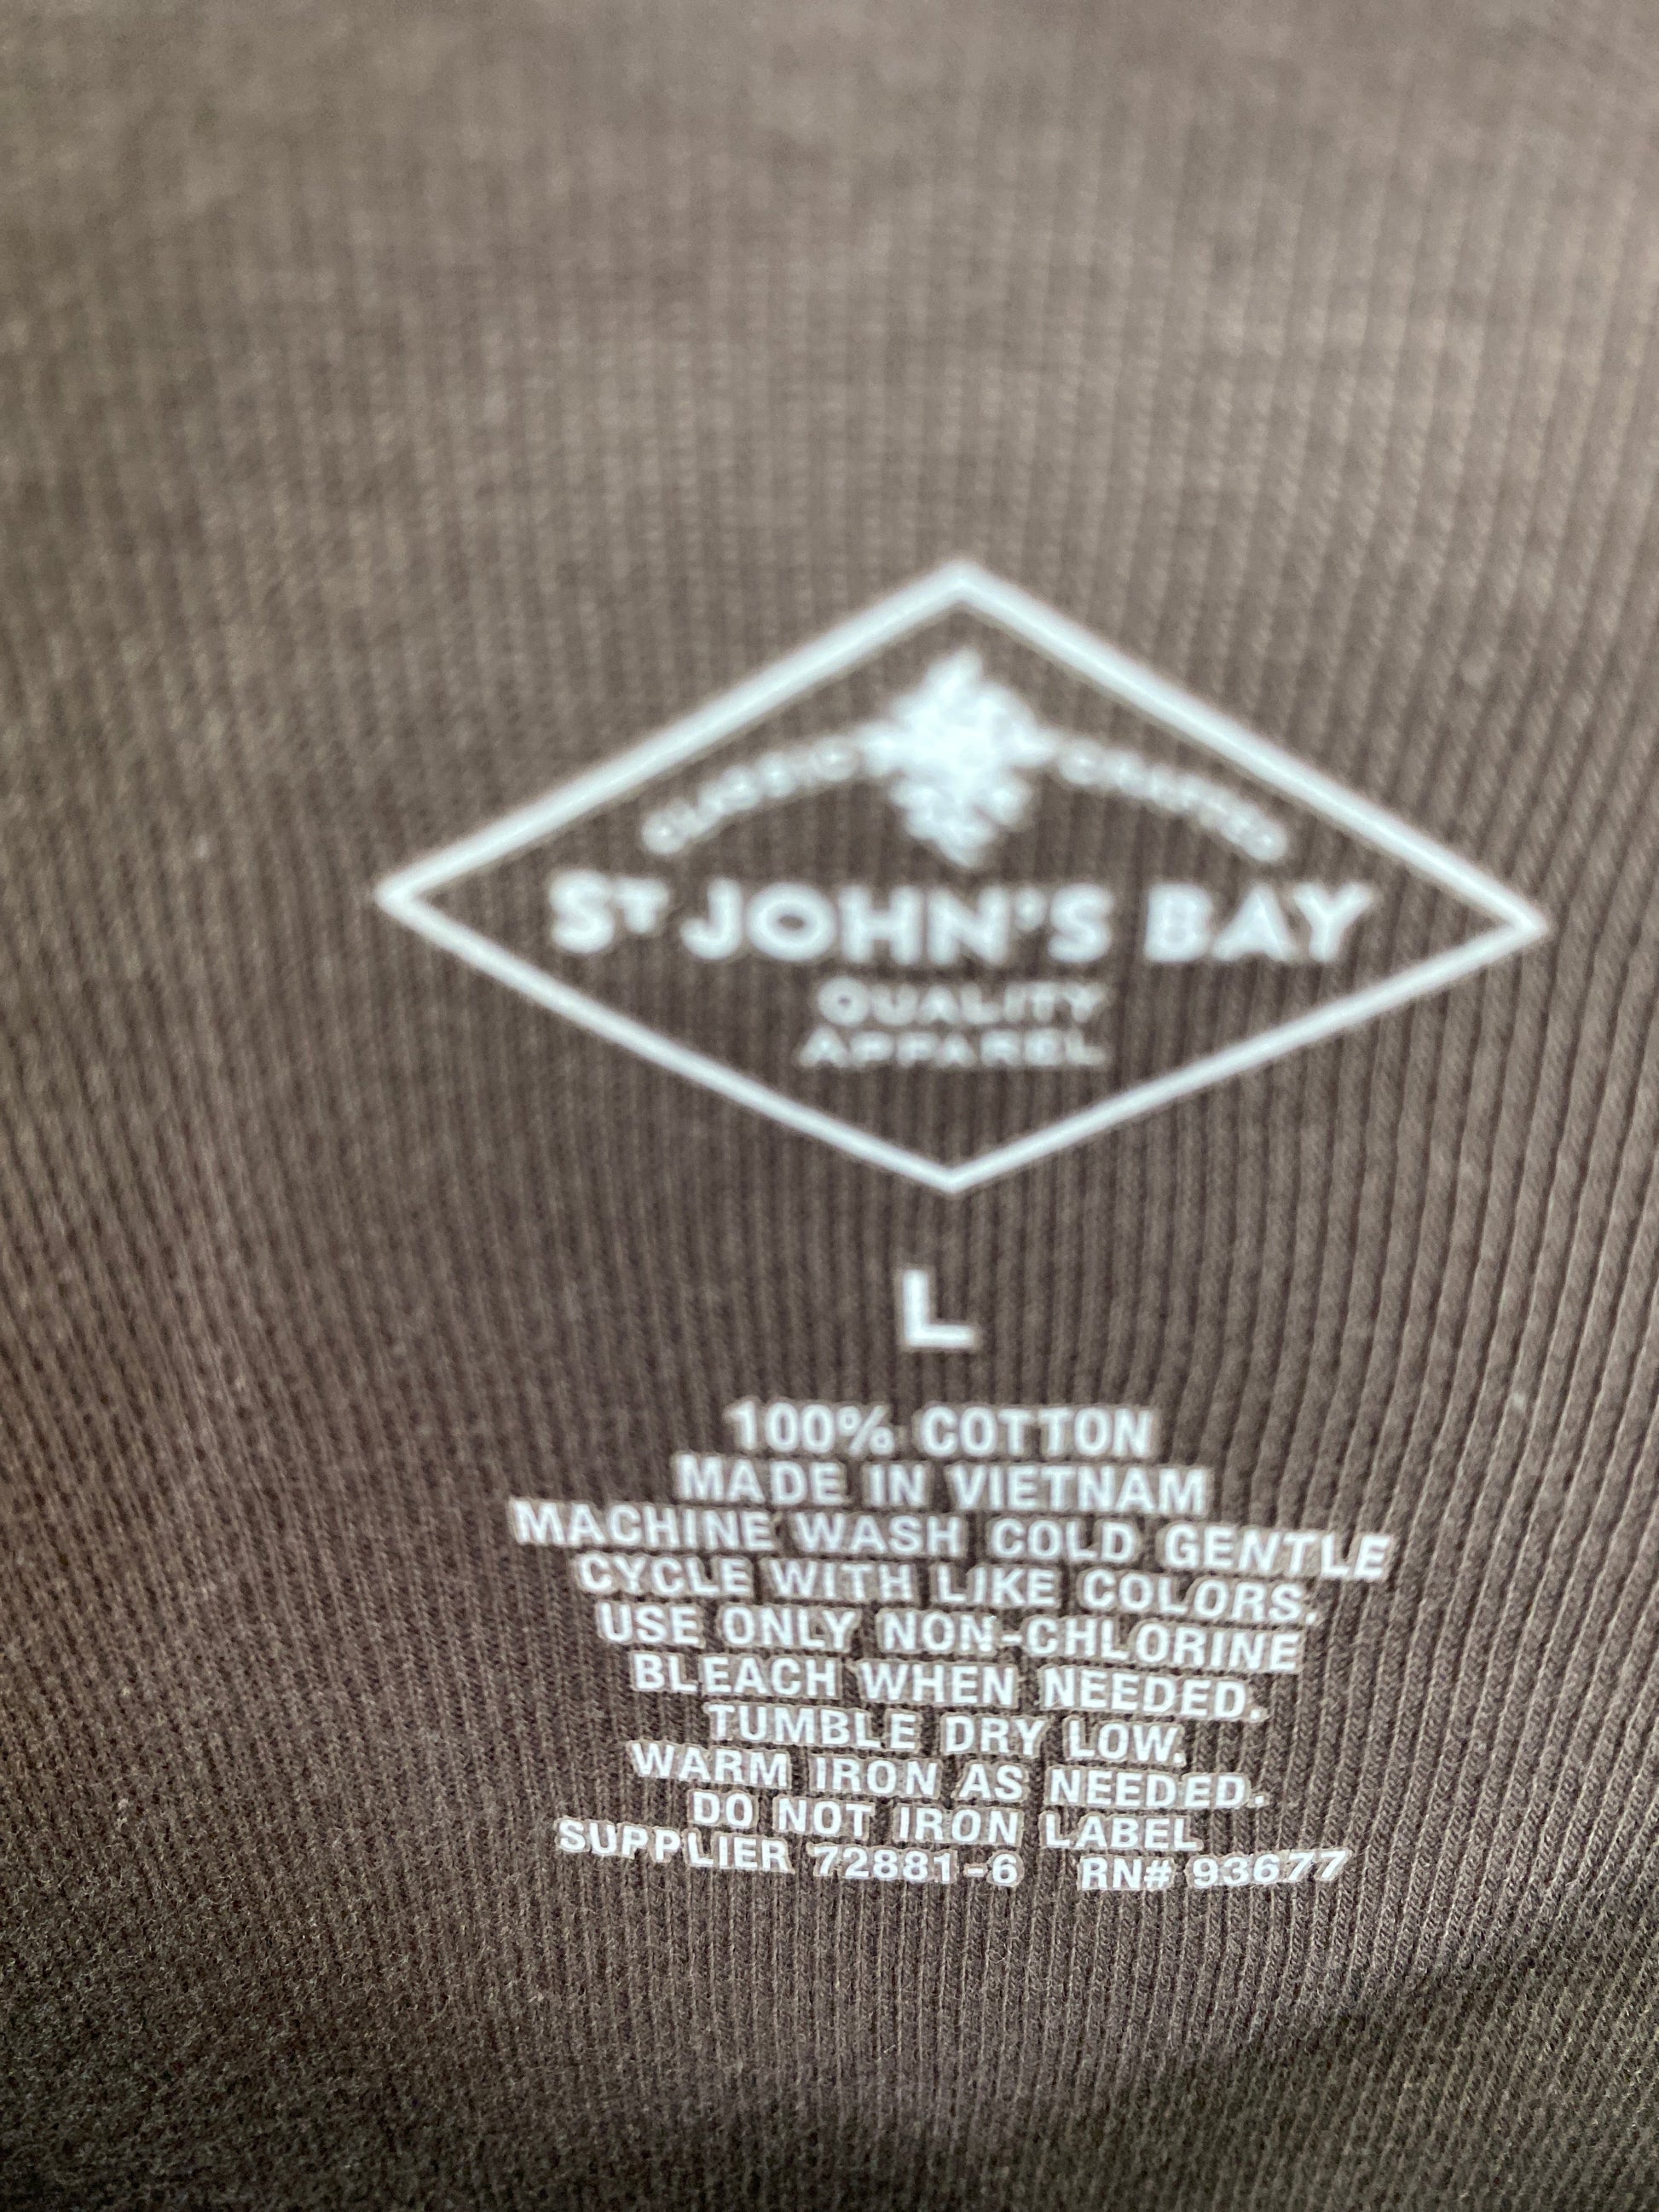 CLASSIC CRAFTED
ST JOHN'S BAY
QUALITY
APPAREL
L
100% COTTON
MADE IN VIETNAM
MACHINE WASH COLD GENTLE
CYCLE WITH LIKE COLORS.
USE ONLY NON-CHLORINE
BLEACH WHEN NEEDED.
TUMBLE DRY LOW.
WARM IRON AS NEEDED.
DO NOT IRON LABEL
SUPPLIER 72881-6 RN# 93677